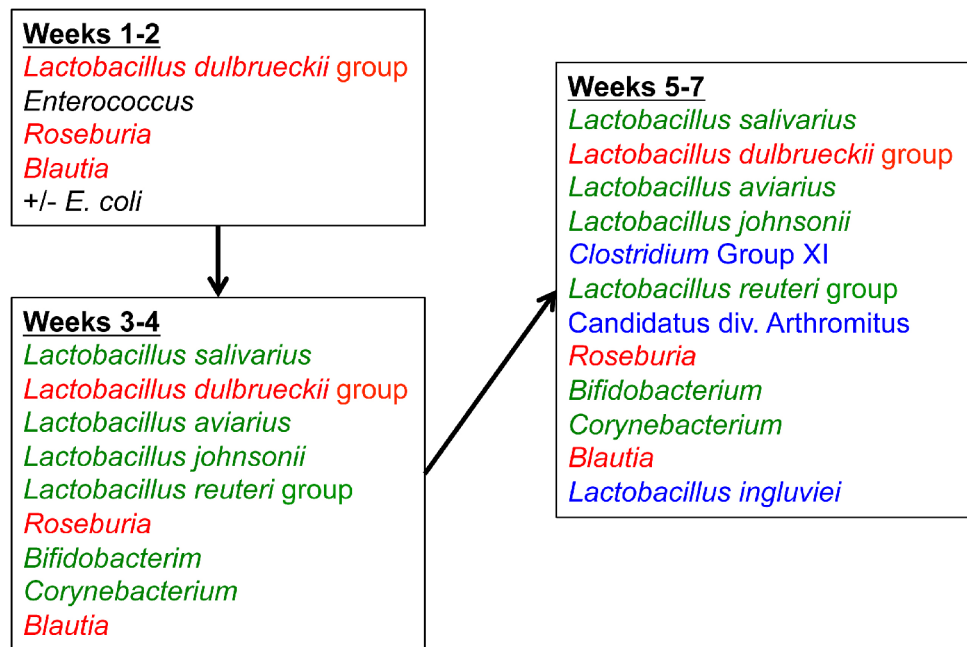 Weeks 1-2
Lactobacillus dulbrueckii group
Enterococcus
Roseburia
Blautia
+/- E. coli
Weeks 3-4
Lactobacillus salivarius
Lactobacillus dulbrueckii group
Lactobacillus aviarius
Lactobacillus johnsonii
Lactobacillus reuteri group
Roseburia
Bifidobacterim
Corynebacterium
Blautia
Weeks 5-7
Lactobacillus salivarius
Lactobacillus dulbrueckii group
Lactobacillus aviarius
Lactobacillus johnsonii
Clostridium Group XI
Lactobacillus reuteri group
Candidatus div. Arthromitus
Roseburia
Bifidobacterium
Corynebacterium
Blautia
Lactobacillus ingluviei